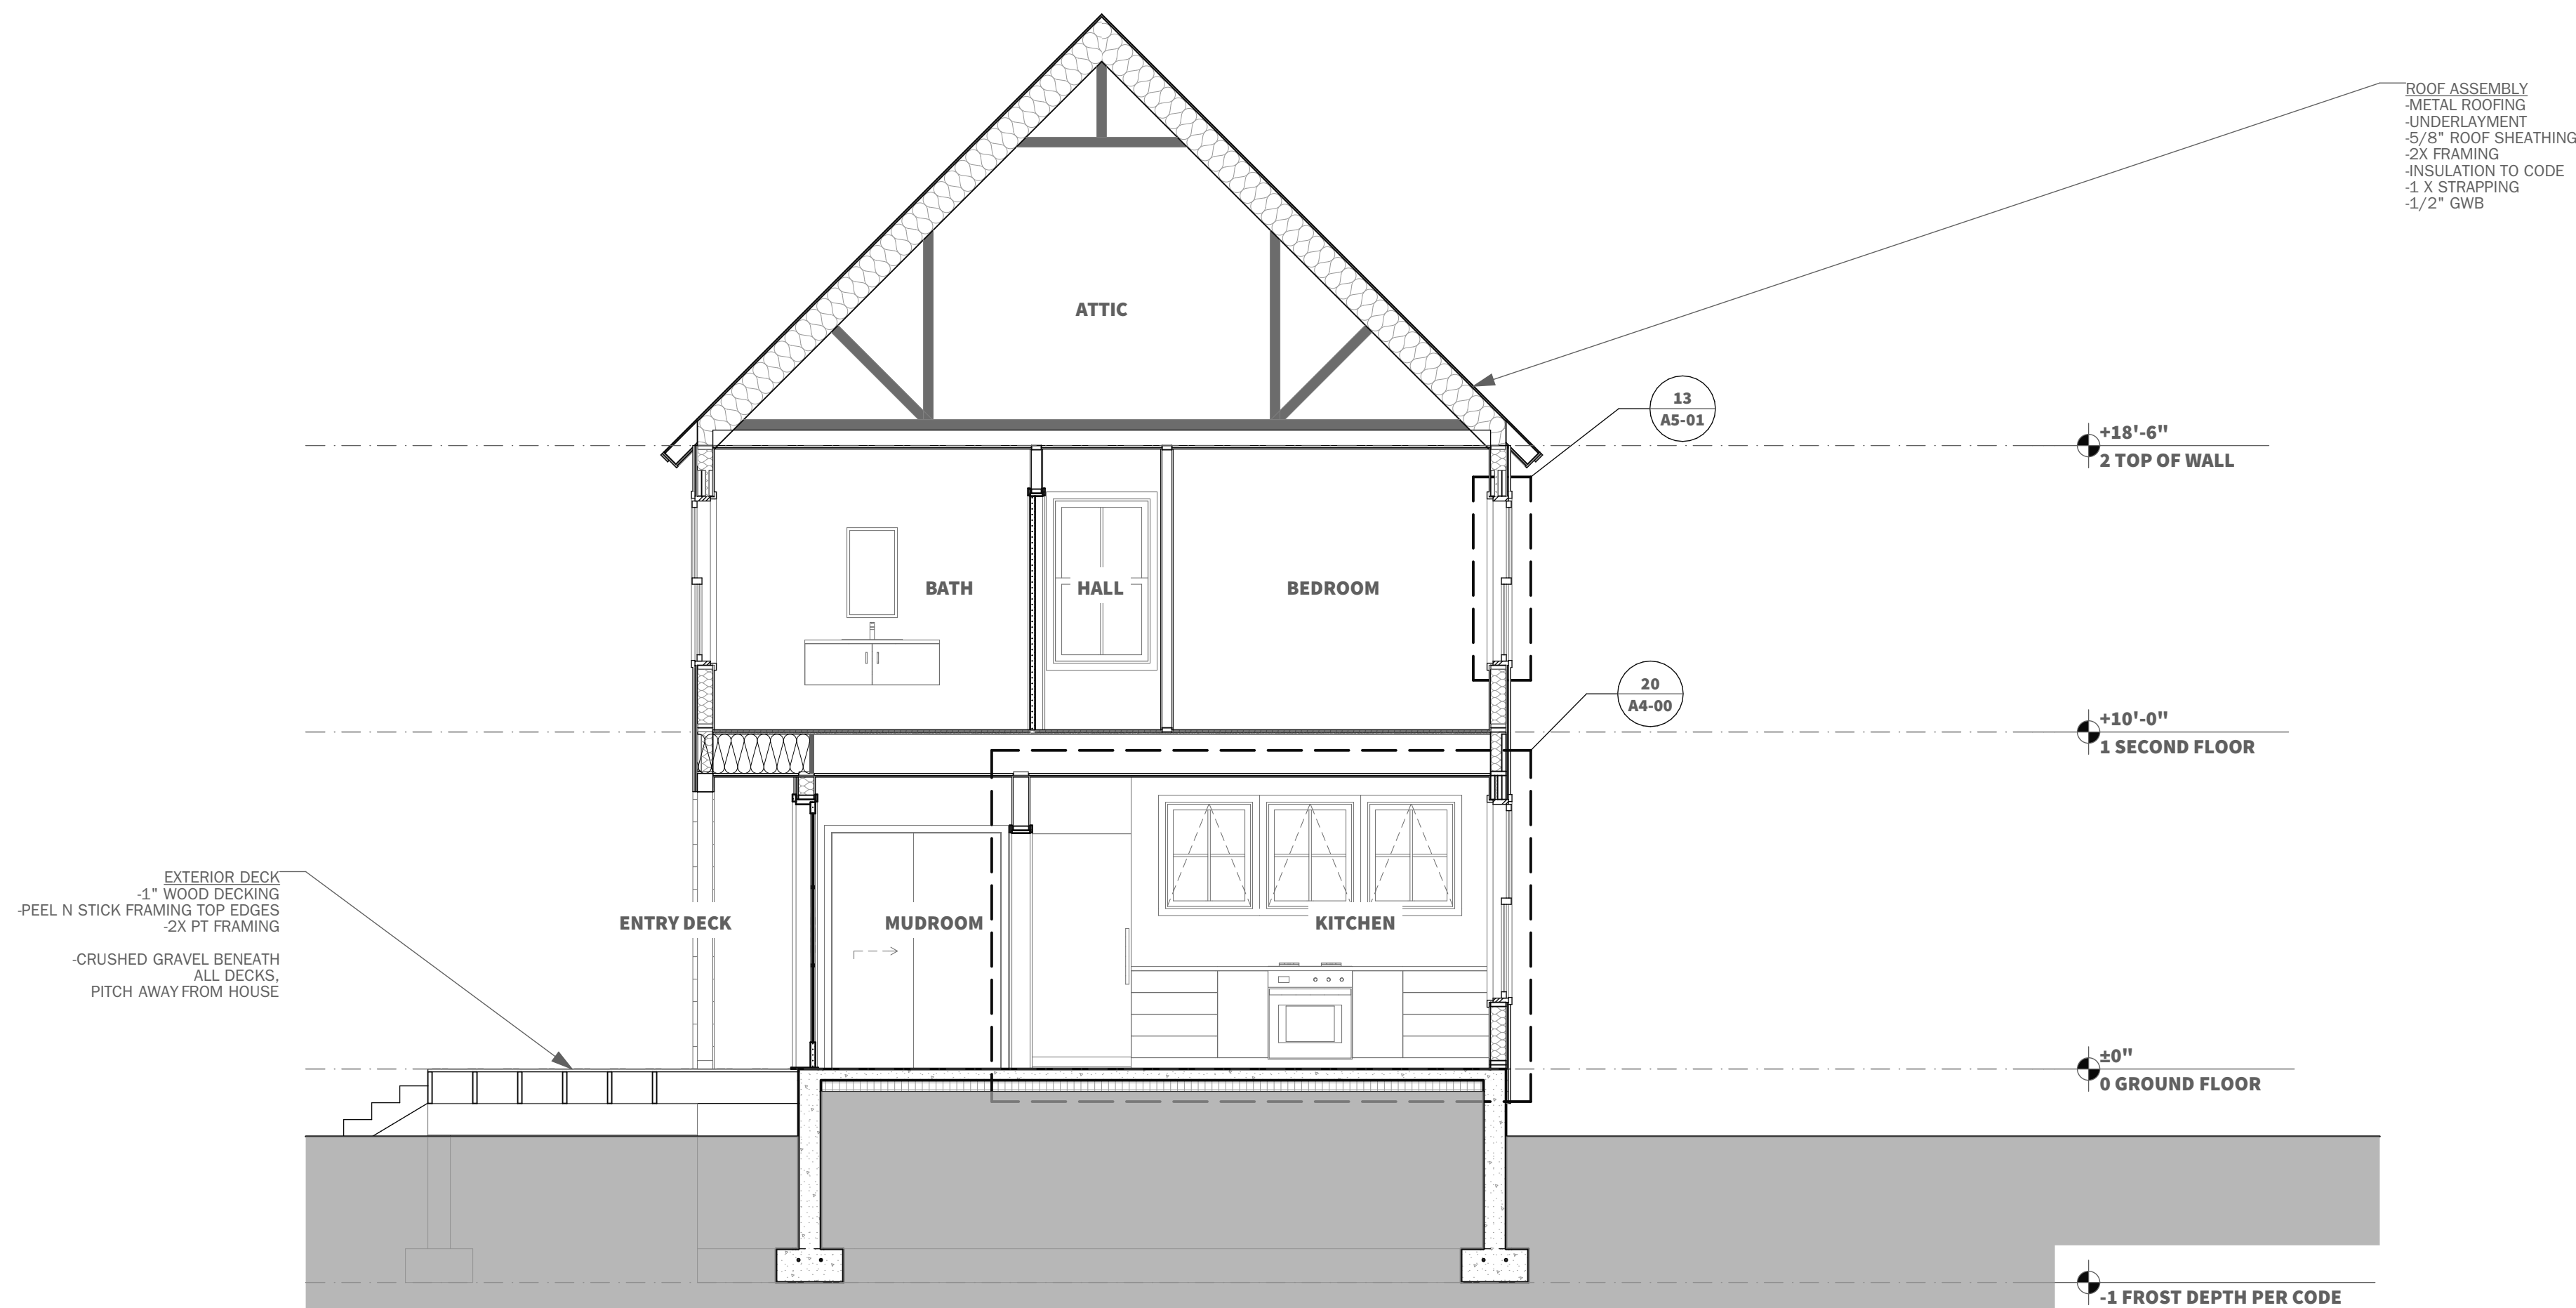 ROOF ASSEMBLY
-METAL ROOFING
-UNDERLAYMENT
-5/8" ROOF SHEATHING
-2X FRAMING
-INSULATION TO CODE
-1 X STRAPPING
-1/2" GWB
ATTIC
13
A5-01
+18'-6"
2 TOP OF WALL
BATH
HALL
BEDROOM
20
A4-00
+10'-0"
1 SECOND FLOOR
EXTERIOR DECK
-1" WOOD DECKING
-PEEL N STICK FRAMING TOP EDGES
-2X PT FRAMING
-CRUSHED GRAVEL BENEATH
ALL DECKS,
PITCH AWAY FROM HOUSE
ENTRY DECK
MUDROOM
KITCHEN
±0"
0 GROUND FLOOR
-1 FROST DEPTH PER CODE